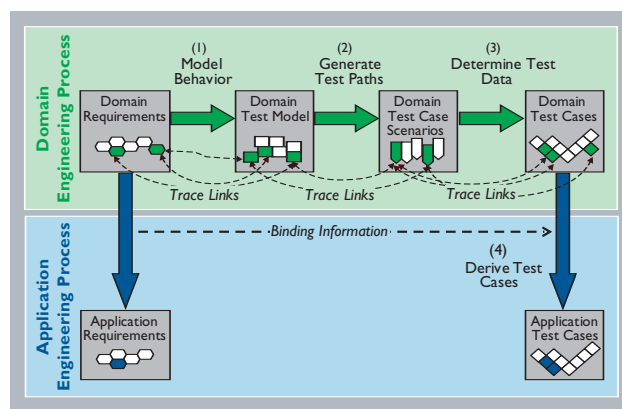 (1)
Model
Behavior
(2)
Generate
Test Paths
(3)
Determine Test
Data
Domain
Engineering Process
Domain
Requirements
Domain
Test Model
Domain
Test Case
Scenarios
Domain
Test Cases
Trace Links
Trace Links
Trace Links
Binding Information
(4)
Derive Test
Cases
Application
Engineering Process
Application
Requirements
Application
Test Cases